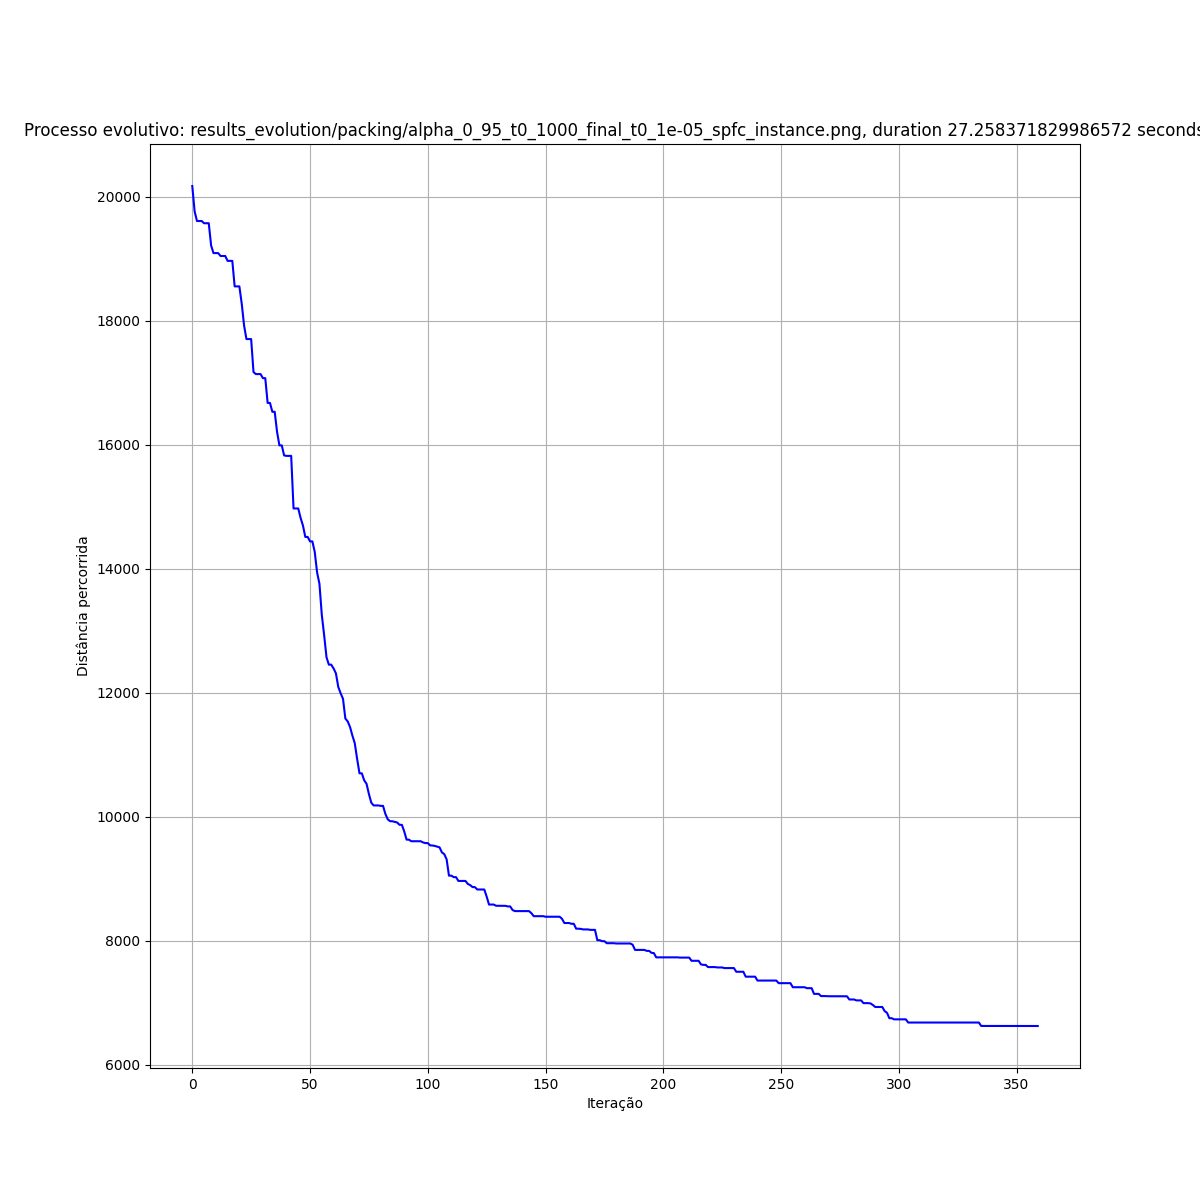 Processo evolutivo: results_evolution/packing/alpha_0_95_t0_1000_final_t0_1e-05_spfc_instance.png, duration 27.258371829986572 seconds
20000
18000
16000
14000
12000
10000
8000
6000
Distância percorrida
0 50 100 150 200 250 300 350
Iteração